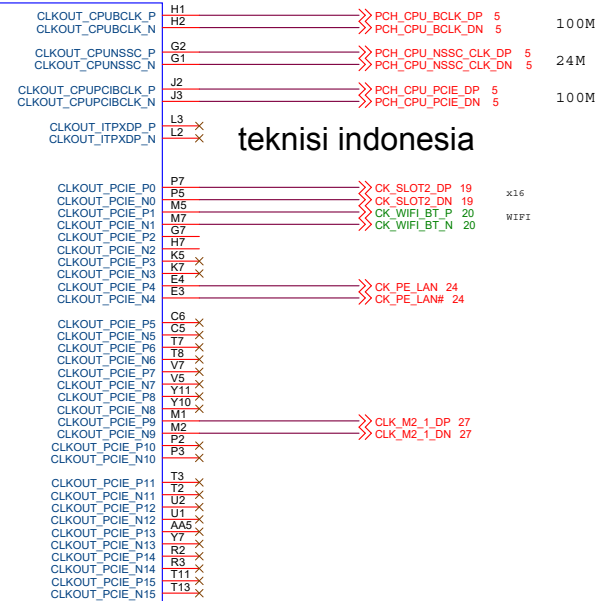 CLKOUT_CPUBCLK_P H1 PCH_CPU_BCLK_DP 5
CLKOUT_CPUBCLK_N H2 PCH_CPU_BCLK_DN 5 100M
CLKOUT_CPUNSSC_P G2 PCH_CPU_NSSC_CLK_DP 5
CLKOUT_CPUNSSC_N G1 PCH_CPU_NSSC_CLK_DN 5 24M
CLKOUT_CPUPCIBCLK_P J2 PCH_CPU_PCIE_DP 5
CLKOUT_CPUPCIBCLK_N J3 PCH_CPU_PCIE_DN 5 100M
CLKOUT_ITPXDP_P L3
CLKOUT_ITPXDP_N L2
teknisi indonesia
CLKOUT_PCIE_P0 P7 CK_SLOT2_DP 19
CLKOUT_PCIE_N0 P5 CK_SLOT2_DN 19 x16
CLKOUT_PCIE_P1 M5 CK_WIFI_BT_P 20
CLKOUT_PCIE_N1 M7 CK_WIFI_BT_N 20 WIFI
CLKOUT_PCIE_P2 G7
CLKOUT_PCIE_N2 H7
CLKOUT_PCIE_P3 K5
CLKOUT_PCIE_N3 K7
CLKOUT_PCIE_P4 E4 CK_PE_LAN 24
CLKOUT_PCIE_N4 E3 CK_PE_LAN# 24
CLKOUT_PCIE_P5 C6
CLKOUT_PCIE_N5 C5
CLKOUT_PCIE_P6 T7
CLKOUT_PCIE_N6 T8
CLKOUT_PCIE_P7 V7
CLKOUT_PCIE_N7 V5
CLKOUT_PCIE_P8 Y11
CLKOUT_PCIE_N8 Y10
CLKOUT_PCIE_P9 M1 CLK_M2_1_DP 27
CLKOUT_PCIE_N9 M2 CLK_M2_1_DN 27
CLKOUT_PCIE_P10 P2
CLKOUT_PCIE_N10 P3
CLKOUT_PCIE_P11 T3
CLKOUT_PCIE_N11 T2
CLKOUT_PCIE_P12 U2
CLKOUT_PCIE_N12 U1
CLKOUT_PCIE_P13 AA5
CLKOUT_PCIE_N13 Y7
CLKOUT_PCIE_P14 R2
CLKOUT_PCIE_N14 R3
CLKOUT_PCIE_P15 T11
CLKOUT_PCIE_N15 T13